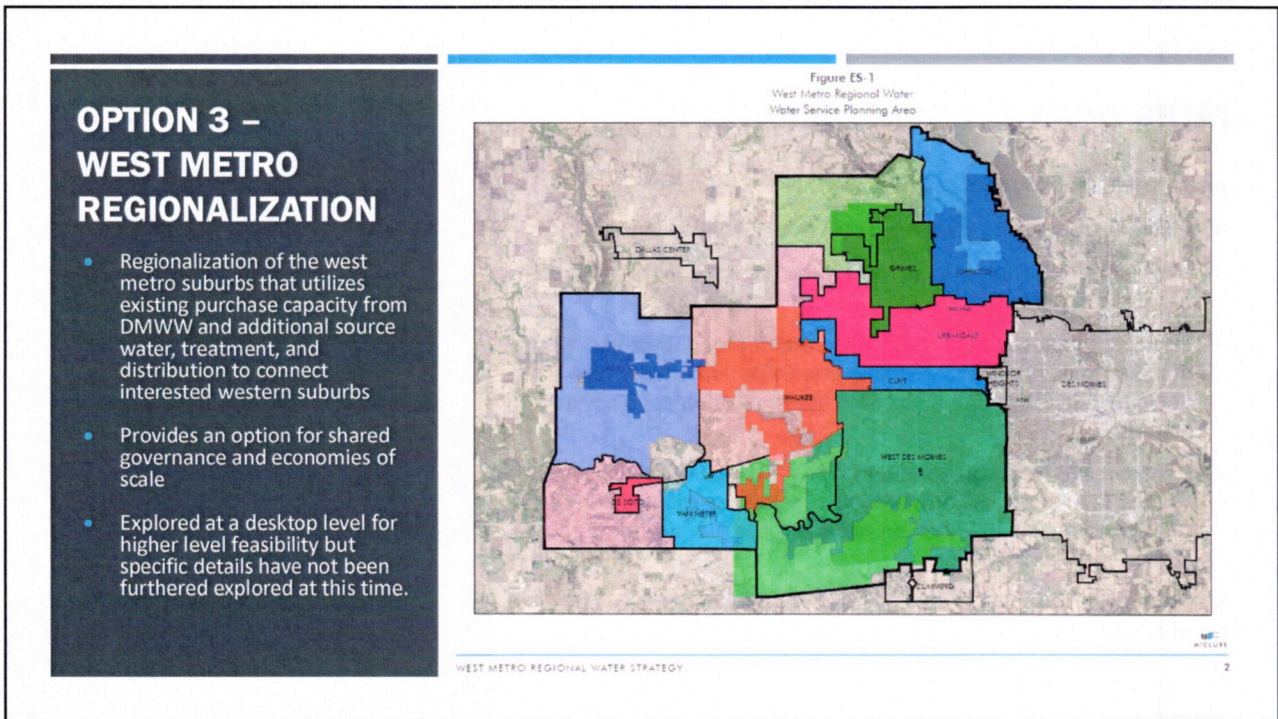 OPTION 3 –
WEST METRO
REGIONALIZATION
• Regionalization of the west
metro suburbs that utilizes
existing purchase capacity from
DMWW and additional source
water, treatment, and
distribution to connect
interested western suburbs
• Provides an option for shared
governance and economies of
scale
• Explored at a desktop level for
higher level feasibility but
specific details have not been
furthered explored at this time.
Figure ES-1
West Metro Regional Water
Water Service Planning Area
DALLAS CENTER
GRIMES
JOHNSTON
URBANDALE
WINDSOR
HEIGHTS
DES MOINES
CLIVE
WAUKEE
WEST DES MOINES
DE SOTO
VAN METER
CUMMING
McCLURE
WEST METRO REGIONAL WATER STRATEGY
2